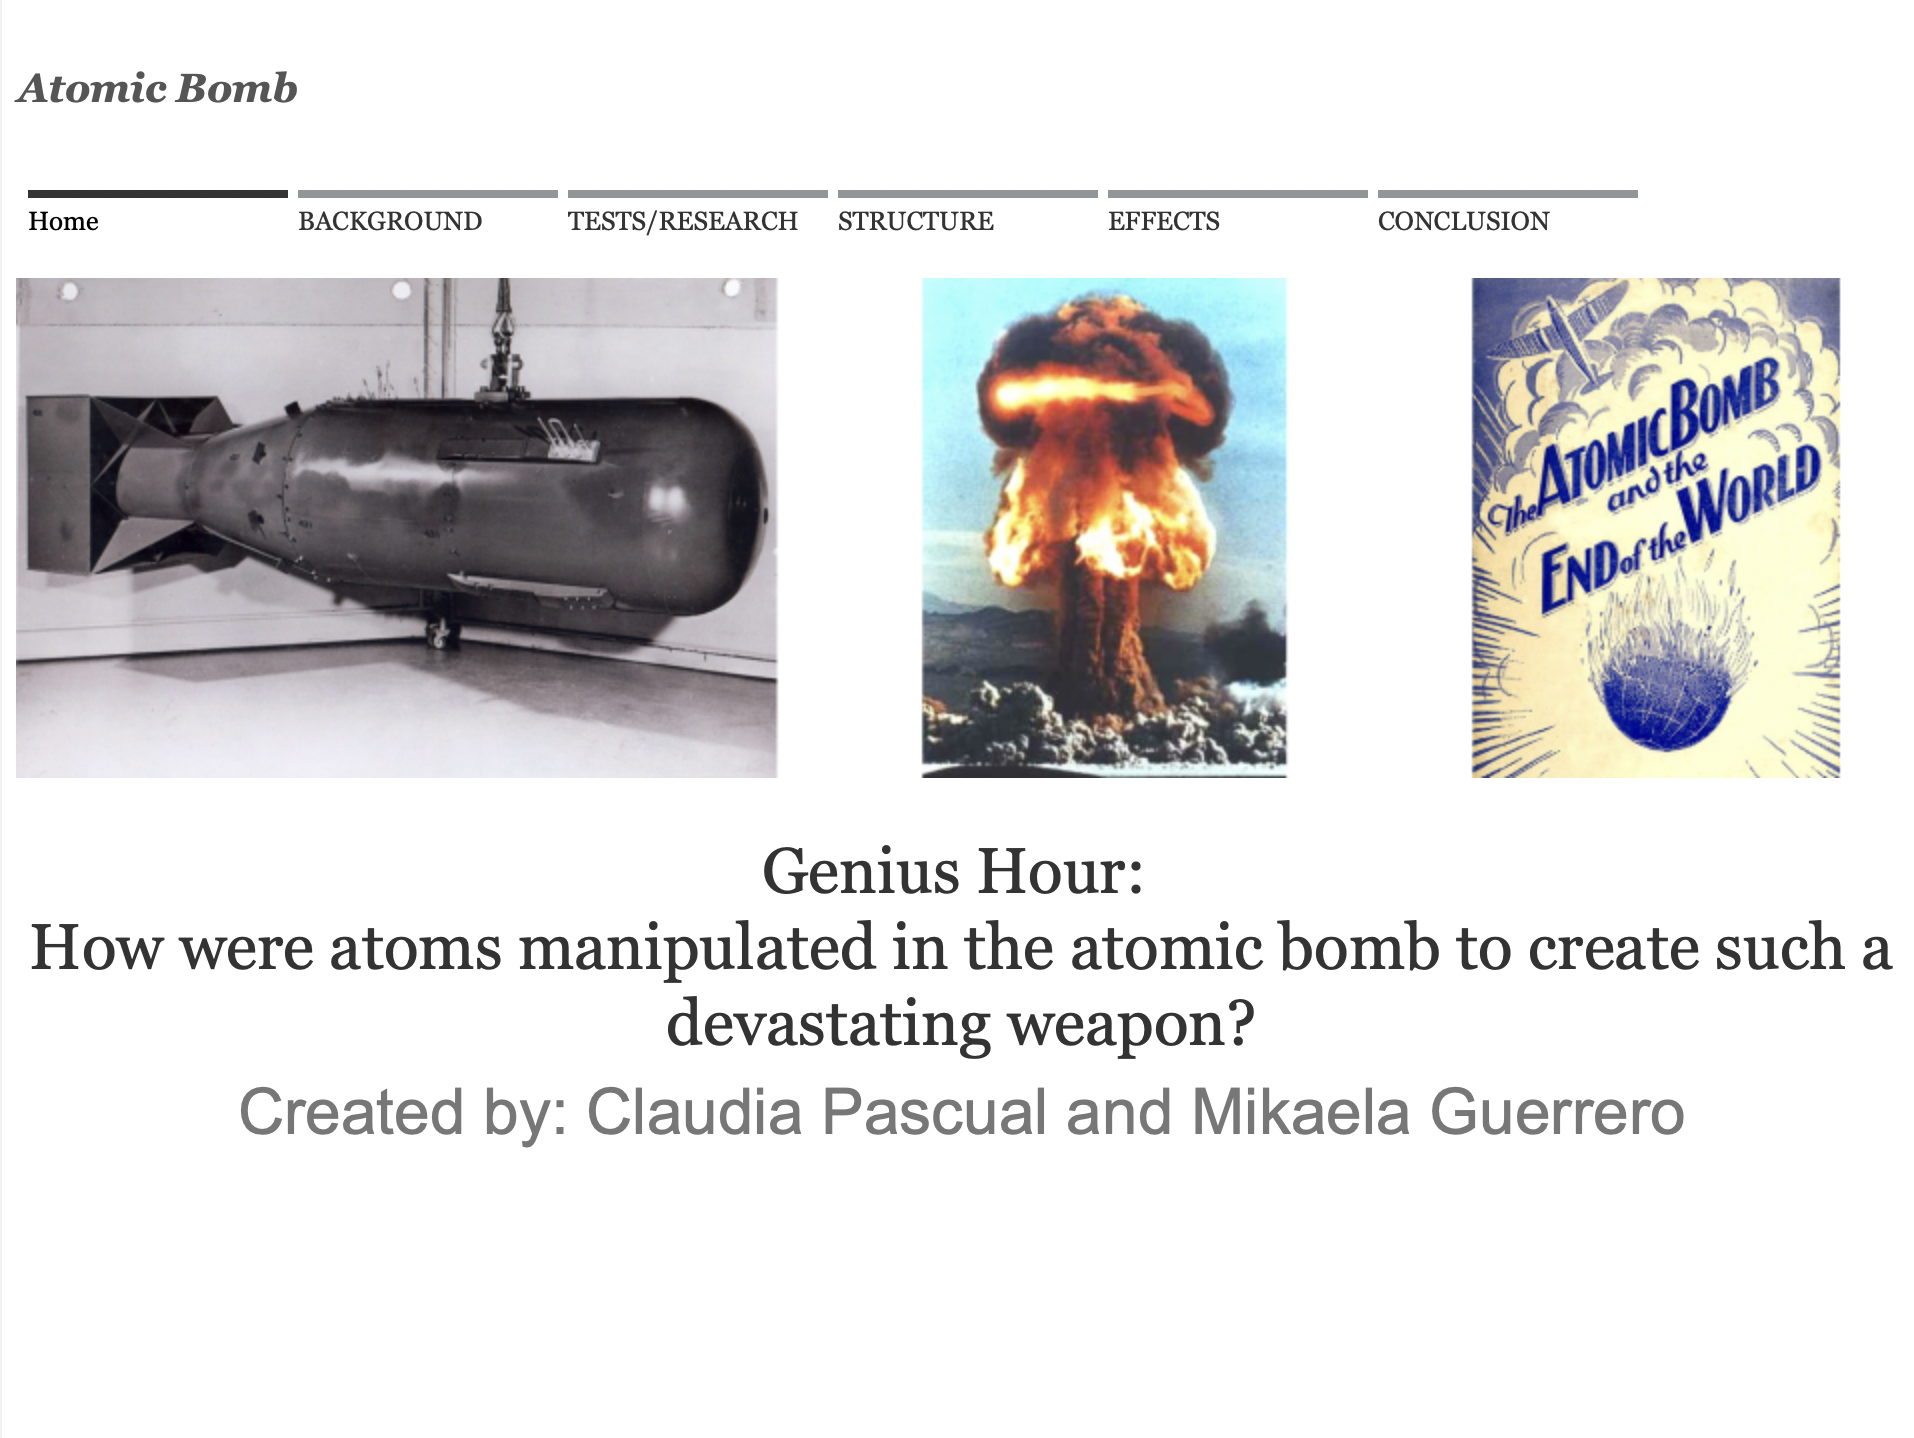 Atomic Bomb
Home BACKGROUND TESTS/RESEARCH STRUCTURE EFFECTS CONCLUSION
The ATOMIC BOMB
and the
END of the WORLD
Genius Hour:
How were atoms manipulated in the atomic bomb to create such a
devastating weapon?
Created by: Claudia Pascual and Mikaela Guerrero